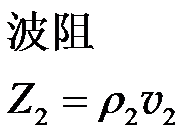 波阻
Z₂ = ρ₂v₂